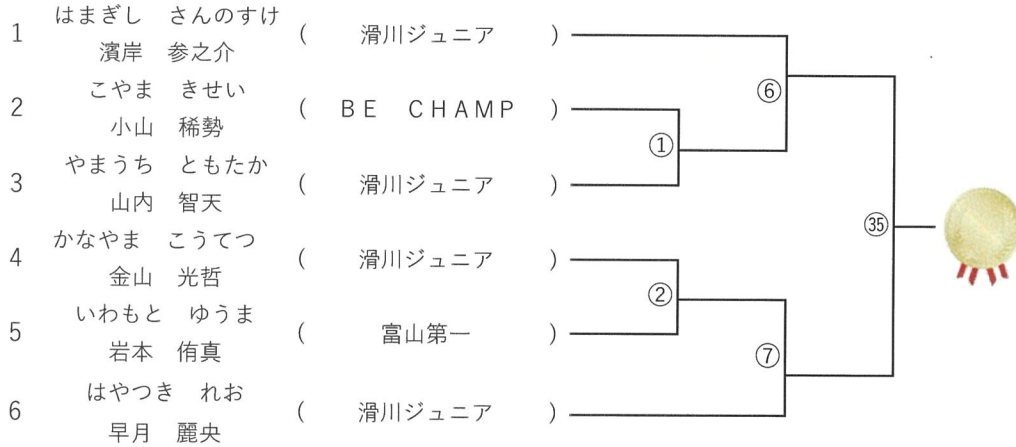 はまぎし　さんのすけ
1　濱岸　参之介　(　滑川ジュニア　)
こやま　きせい
2　小山　稀勢　(　ＢＥ　ＣＨＡＭＰ　)
やまうち　ともたか
3　山内　智天　(　滑川ジュニア　)
かなやま　こうてつ
4　金山　光哲　(　滑川ジュニア　)
いわもと　ゆうま
5　岩本　侑真　(　富山第一　)
はやつき　れお
6　早月　麗央　(　滑川ジュニア　)
⑥
①
㉟
②
⑦